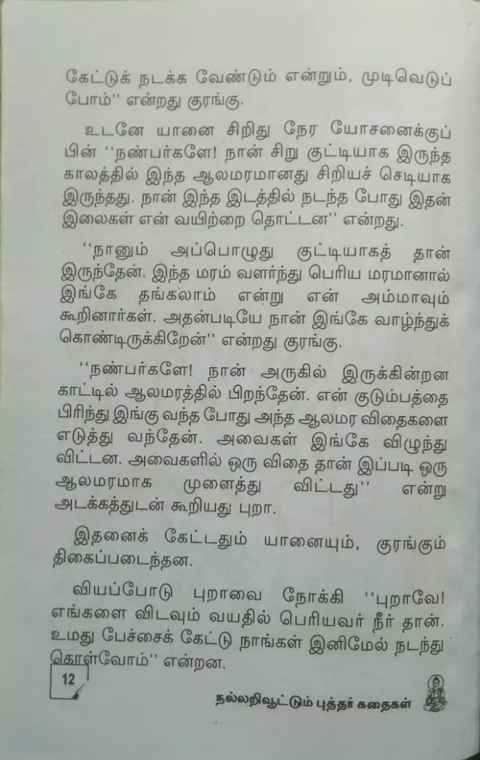 கேட்டுக் நடக்க வேண்டும் என்றும், முடிவெடுப்
போம்'' என்றது குரங்கு.
உடனே யானை சிறிது நேர யோசனைக்குப்
பின் ''நண்பர்களே! நான் சிறு குட்டியாக இருந்த
காலத்தில் இந்த ஆலமரமானது சிறியச் செடியாக
இருந்தது. நான் இந்த இடத்தில் நடந்த போது இதன்
இலைகள் என் வயிற்றை தொட்டன'' என்றது.
''நானும் அப்பொழுது குட்டியாகத் தான்
இருந்தேன். இந்த மரம் வளர்ந்து பெரிய மரமானால்
இங்கே தங்கலாம் என்று என் அம்மாவும்
கூறினார்கள். அதன்படியே நான் இங்கே வாழ்ந்துக்
கொண்டிருக்கிறேன்'' என்றது குரங்கு.
''நண்பர்களே! நான் அருகில் இருக்கின்றன
காட்டில் ஆலமரத்தில் பிறந்தேன். என் குடும்பத்தை
பிரிந்து இங்கு வந்த போது அந்த ஆலமர விதைகளை
எடுத்து வந்தேன். அவைகள் இங்கே விழுந்து
விட்டன. அவைகளில் ஒரு விதை தான் இப்படி ஒரு
ஆலமரமாக முளைத்து விட்டது'' என்று
அடக்கத்துடன் கூறியது புறா.
இதனைக் கேட்டதும் யானையும், குரங்கும்
திகைப்படைந்தன.
வியப்போடு புறாவை நோக்கி ''புறாவே!
எங்களை விடவும் வயதில் பெரியவர் நீர் தான்.
உமது பேச்சைக் கேட்டு நாங்கள் இனிமேல் நடந்து
கொள்வோம்'' என்றன.
12
நல்லறிவூட்டும் புத்தர் கதைகள்